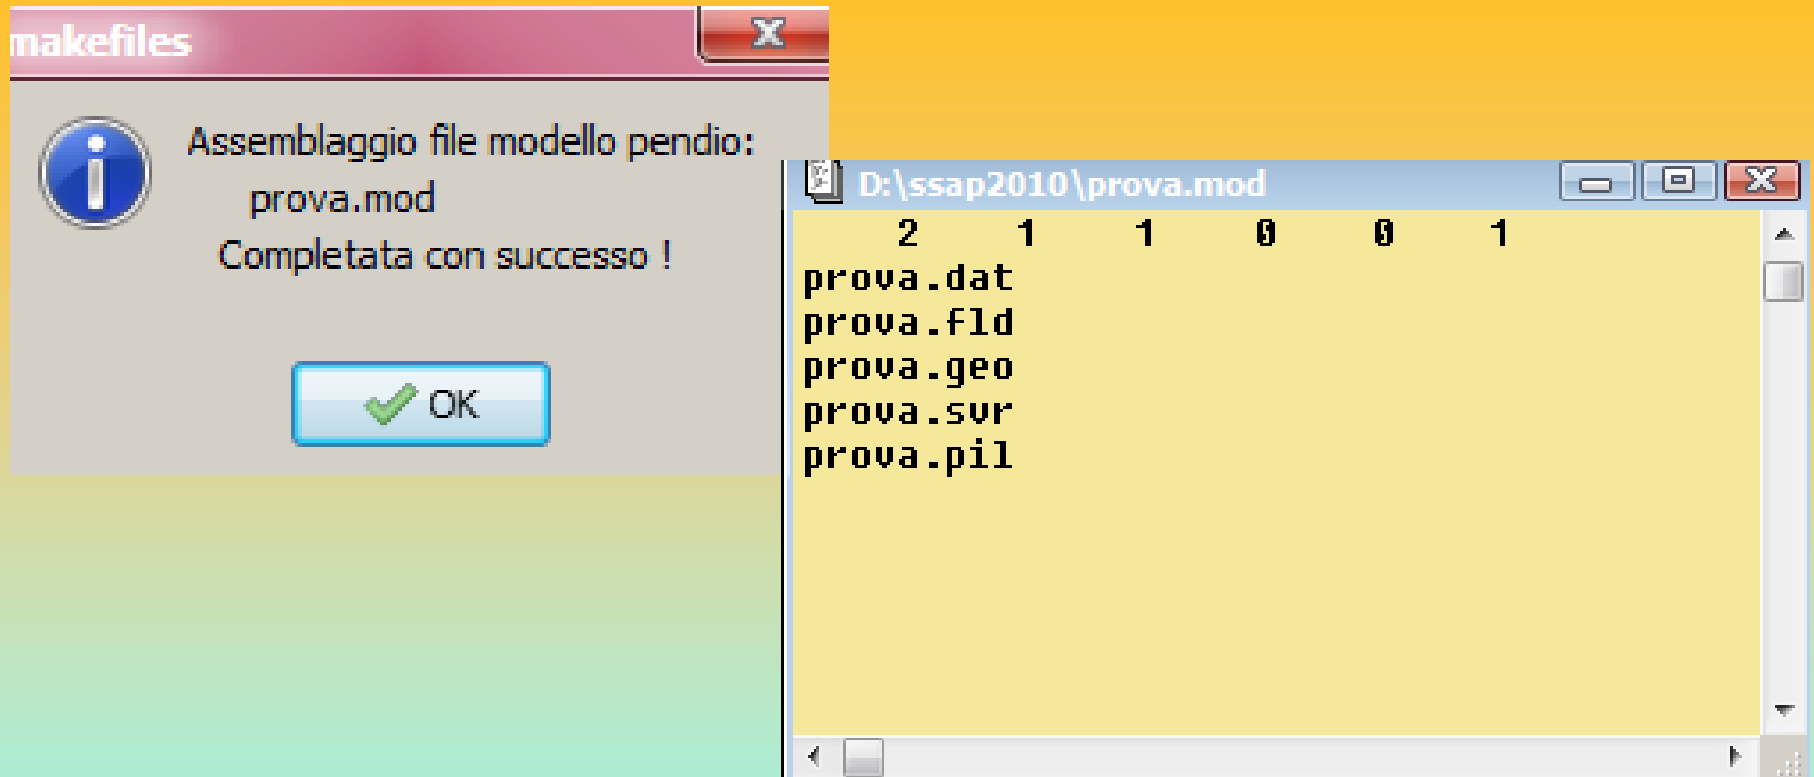 makefiles
Assemblaggio file modello pendio:
prova.mod
Completata con successo !
OK
D:\ssap2010\prova.mod
2 1 1 0 0 1
prova.dat
prova.fld
prova.geo
prova.svr
prova.pil